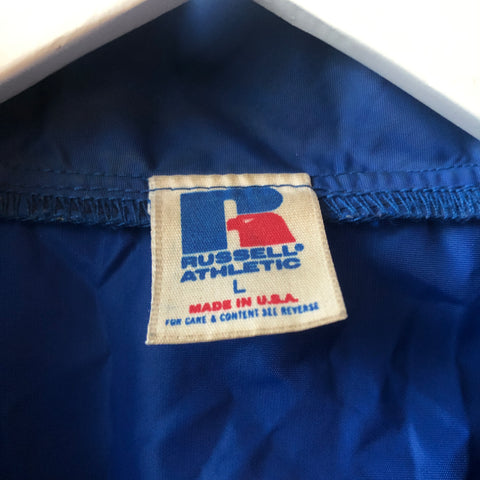 R
RUSSELL®
ATHLETIC
L
MADE IN U.S.A.
FOR CARE & CONTENT SEE REVERSE